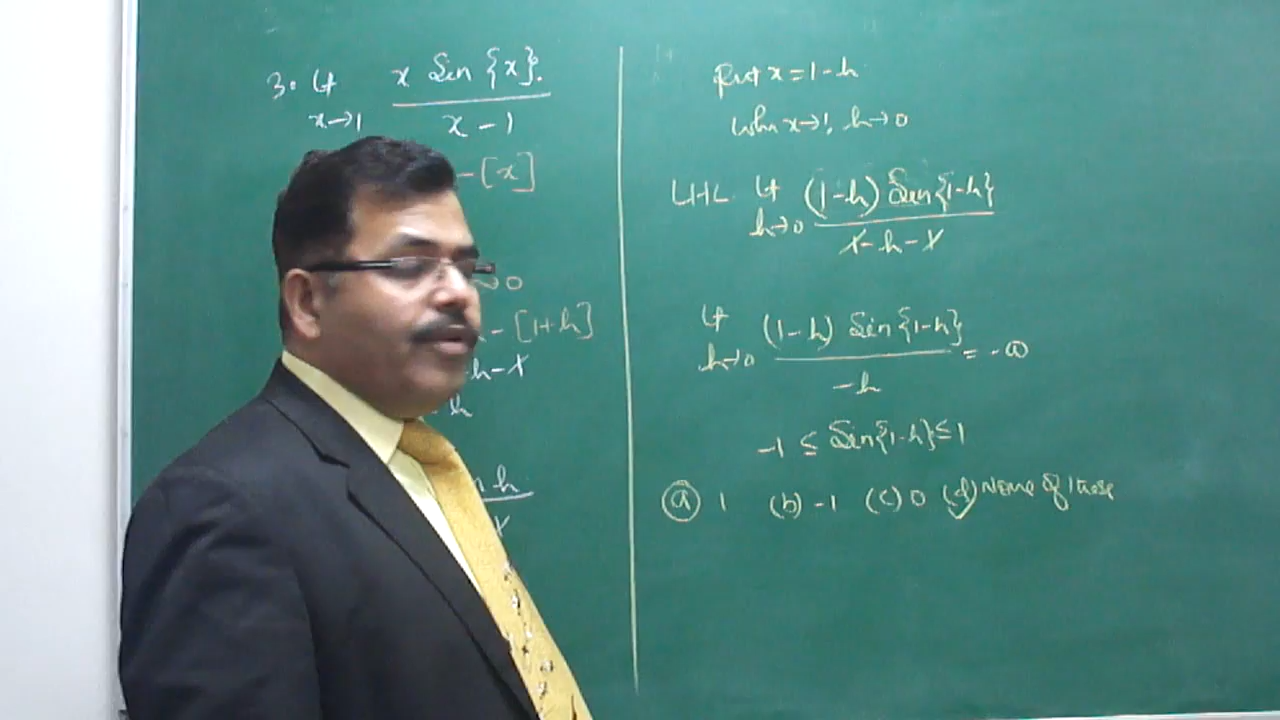 3. Lt x Sin {x}.
x→1 x - 1
- [x]
→0
- [1+h]
h - 1
h
n h
put x = 1-h
When x→1, h→0
LHL Lt (1-h) Sin{1-h}
h→0 1 - h - 1
Lt (1-h) Sin{1-h}
h→0 -h = -∞
-1 ≤ Sin{1-h} ≤ 1
(a) 1 (b) -1 (c) 0 (d) None of these